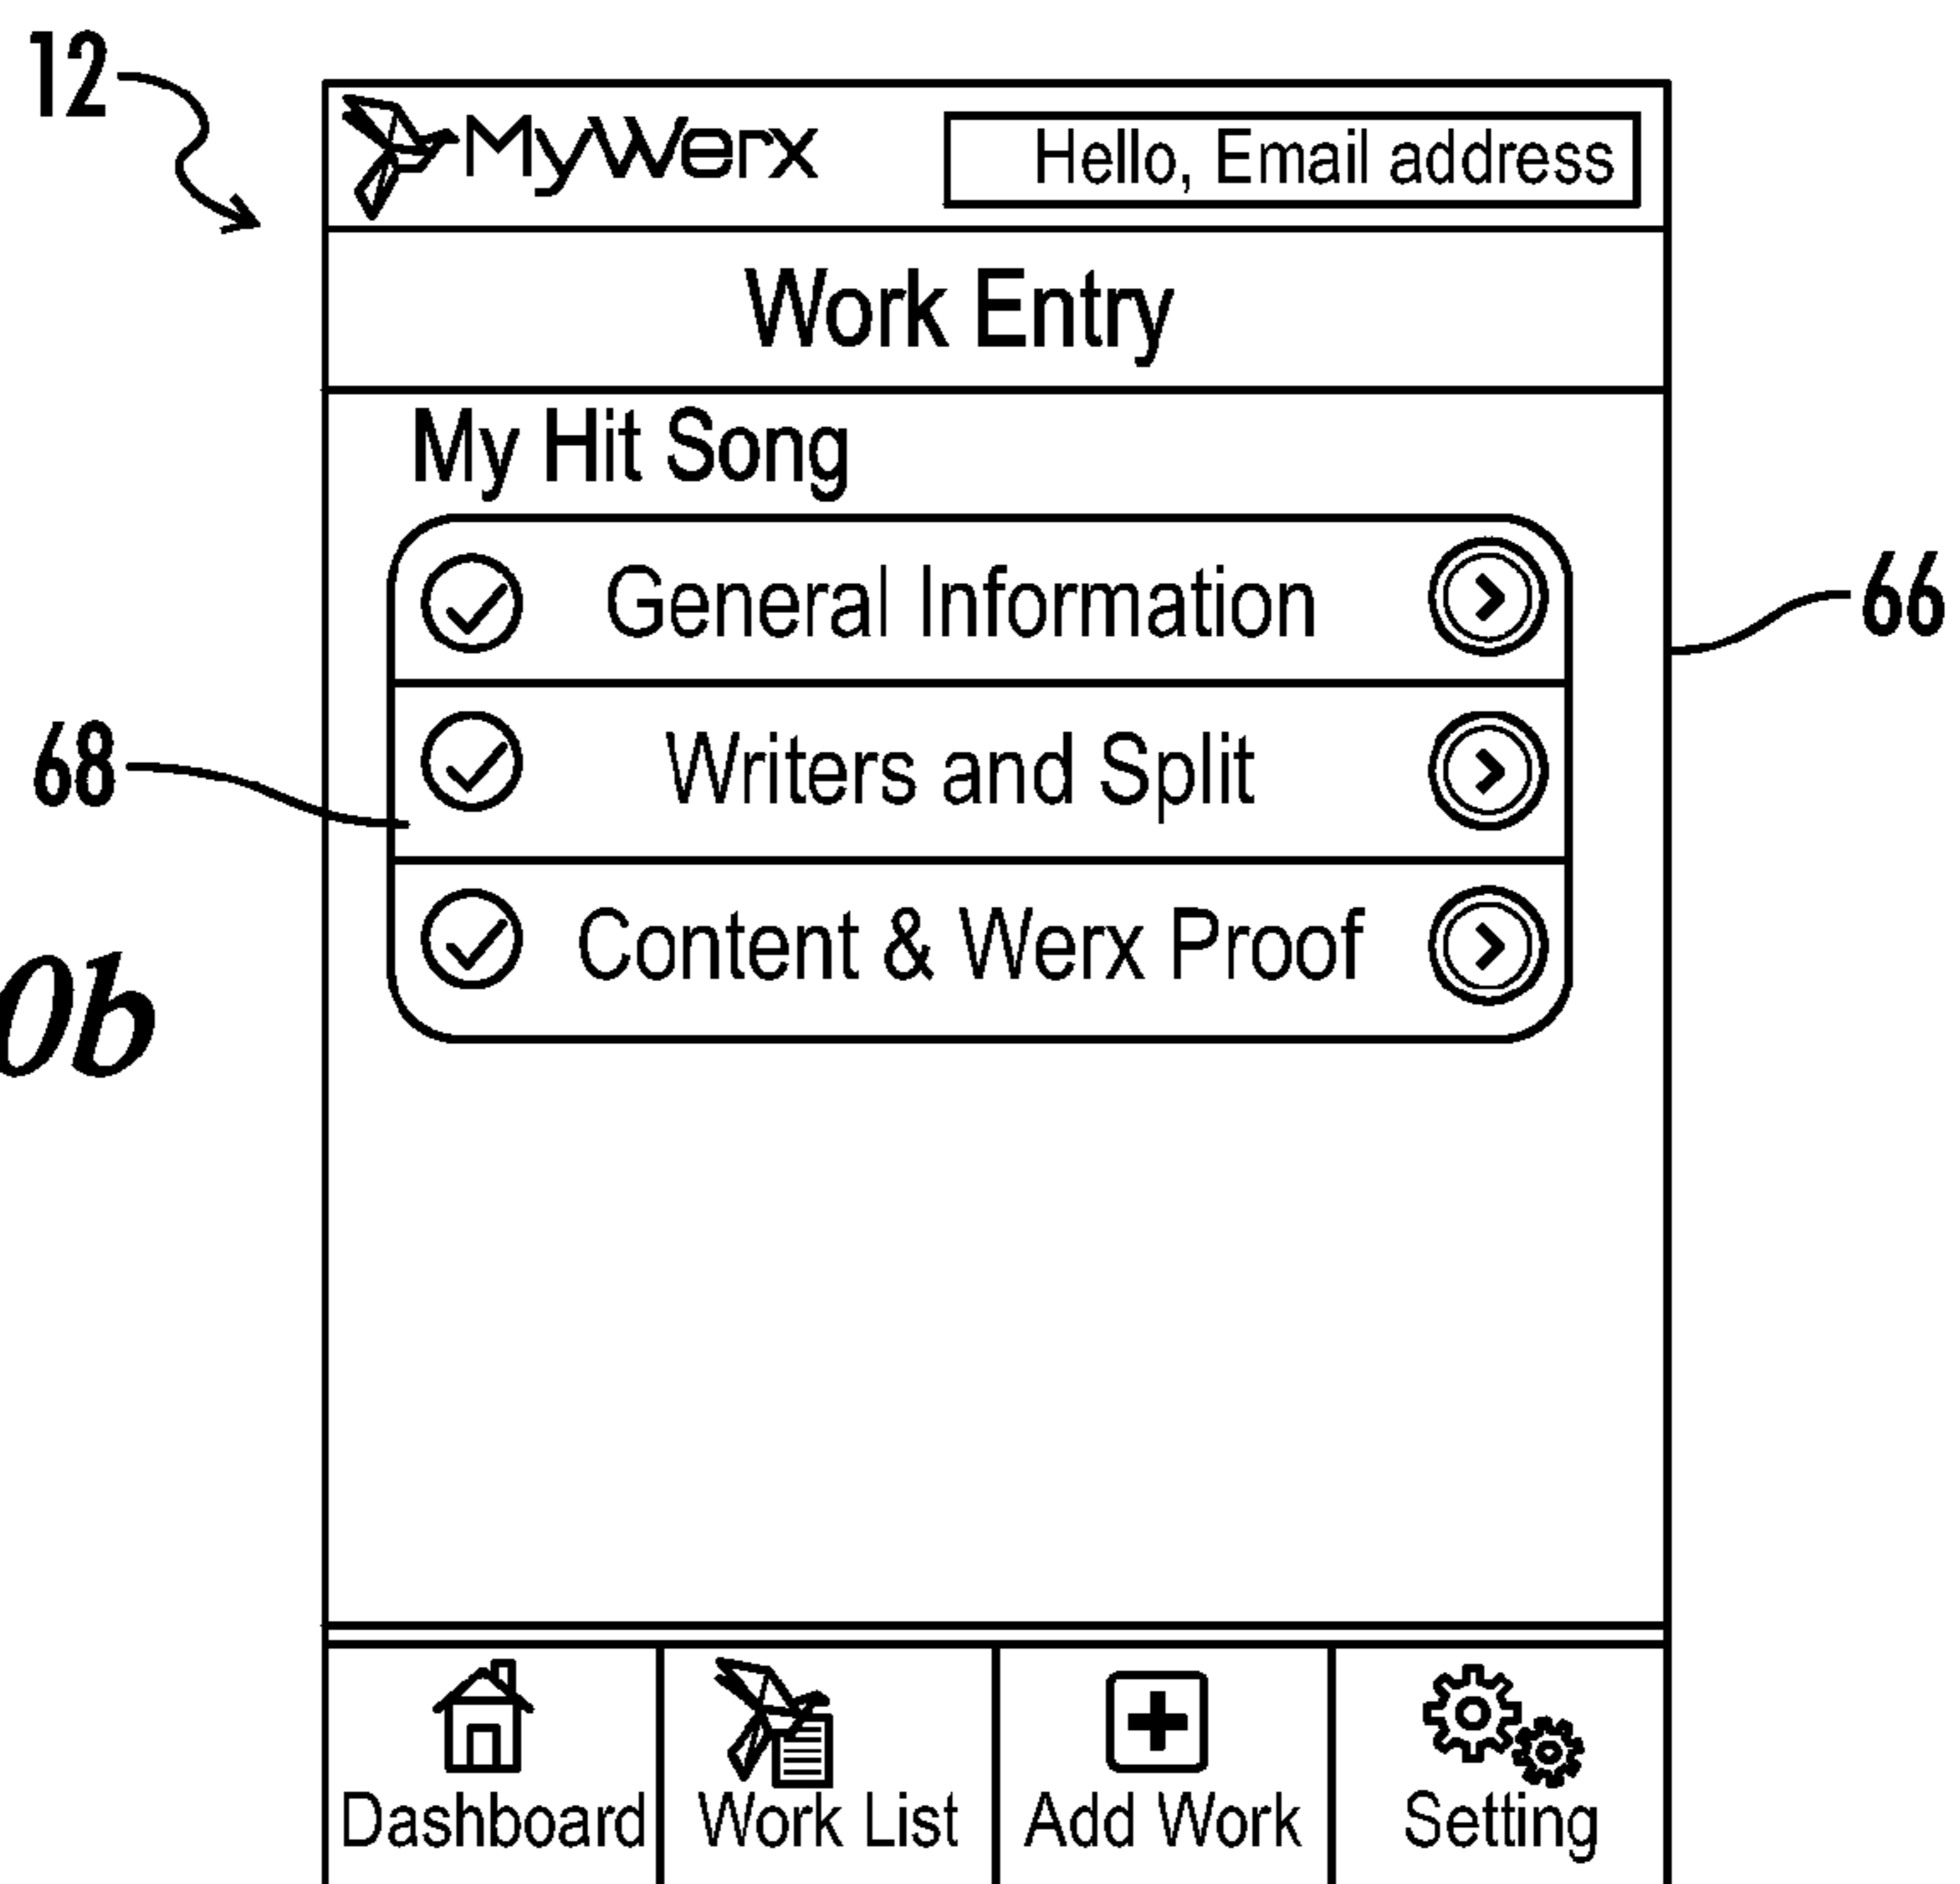 12
MyWerx
Hello, Email address
Work Entry
My Hit Song
General Information
66
Writers and Split
68
Content & Werx Proof
0b
Dashboard
Work List
Add Work
Setting